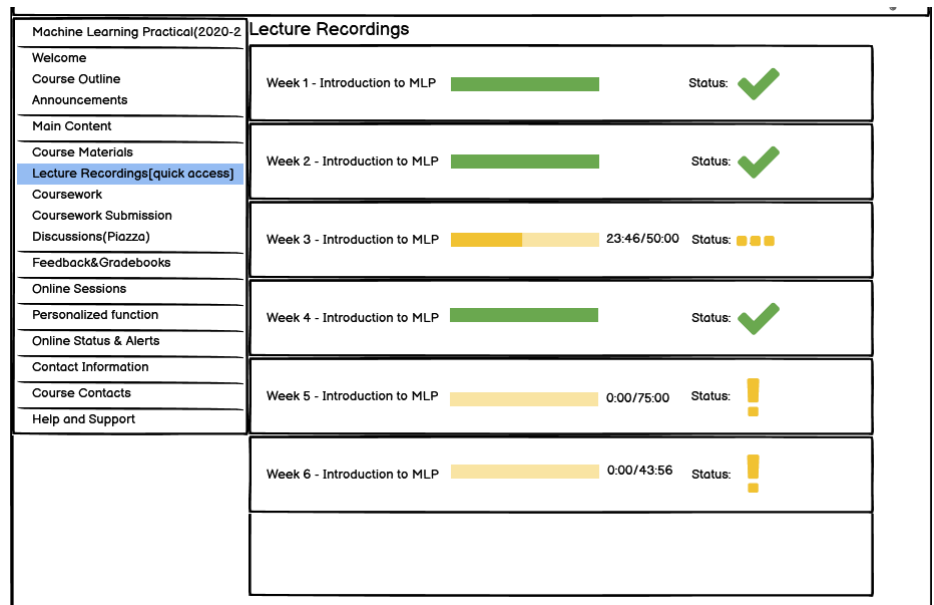 Machine Learning Practical(2020-2
Welcome
Course Outline
Announcements
Main Content
Course Materials
Lecture Recordings[quick access]
Coursework
Coursework Submission
Discussions(Piazza)
Feedback&Gradebooks
Online Sessions
Personalized function
Online Status & Alerts
Contact Information
Course Contacts
Help and Support
Lecture Recordings
Week 1 - Introduction to MLP Status:
Week 2 - Introduction to MLP Status:
Week 3 - Introduction to MLP 23:46/50:00 Status:
Week 4 - Introduction to MLP Status:
Week 5 - Introduction to MLP 0:00/75:00 Status:
Week 6 - Introduction to MLP 0:00/43:56 Status: